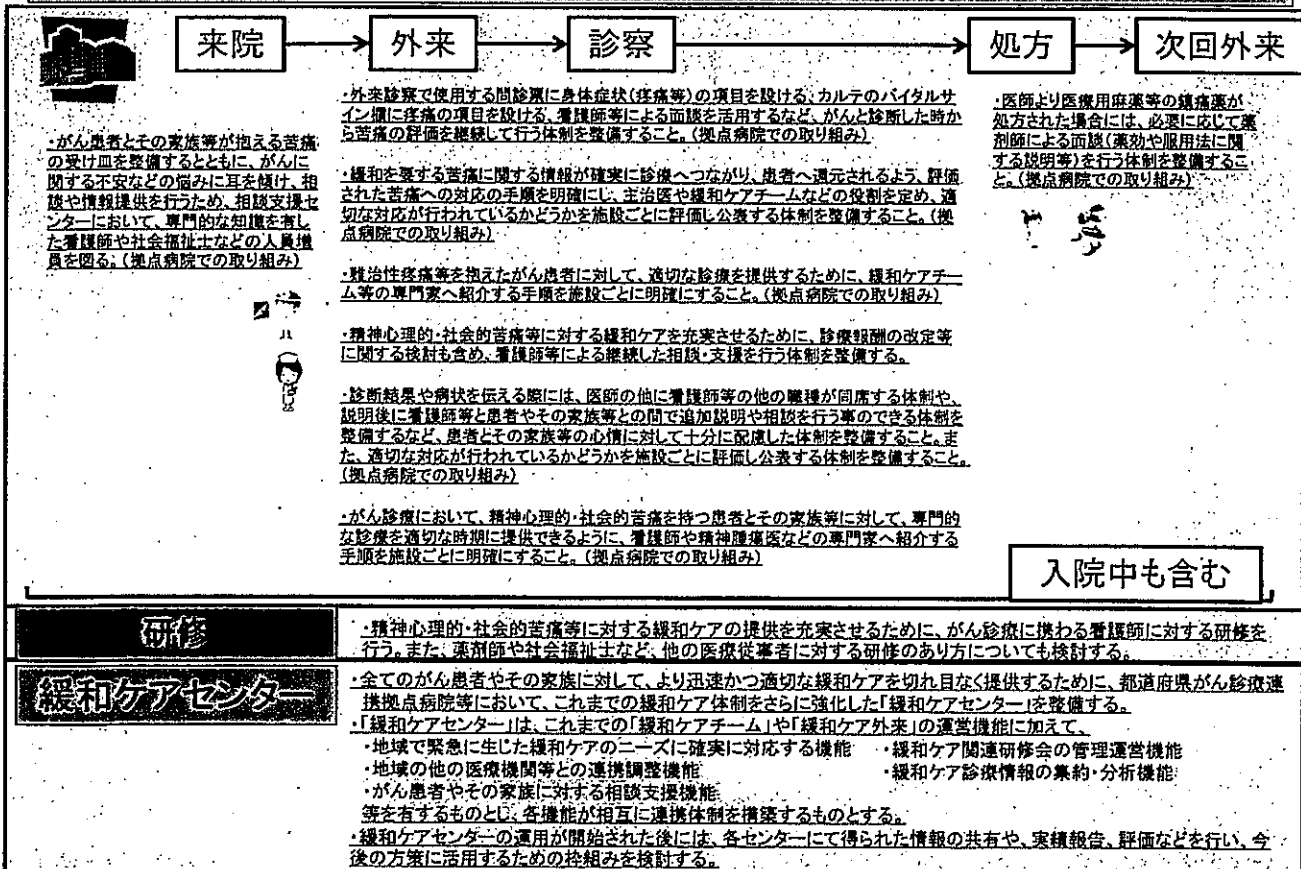 来院
外来
診察
処方
次回外来
・がん患者とその家族等が抱える苦痛
の受け皿を整備するとともに、がんに
関する不安などの悩みに耳を傾け、相
談や情報提供を行うため、相談支援セ
ンターにおいて、専門的な知識を有し
た看護師や社会福祉士などの人員増
員を図る。(拠点病院での取り組み)
・外来診察で使用する問診票に身体症状(疼痛等)の項目を設ける、カルテのバイタルサ
イン欄に疼痛の項目を設ける、看護師等による面談を活用するなど、がんと診断した時か
ら苦痛の評価を継続して行う体制を整備すること。(拠点病院での取り組み)
・緩和を要する苦痛に関する情報が確実に診療へつながり、患者へ還元されるよう、評価
された苦痛への対応の手順を明確にし、主治医や緩和ケアチームなどの役割を定め、適
切な対応が行われているかどうかを施設ごとに評価し公表する体制を整備すること。(拠
点病院での取り組み)
・難治性疼痛等を抱えたがん患者に対して、適切な診療を提供するために、緩和ケアチー
ム等の専門家へ紹介する手順を施設ごとに明確にすること。(拠点病院での取り組み)
・精神心理的・社会的苦痛等に対する緩和ケアを充実させるために、診療報酬の改定等
に関する検討も含め、看護師等による継続した相談・支援を行う体制を整備する。
・診断結果や病状を伝える際には、医師の他に看護師等の他の職種が同席する体制や、
説明後に看護師等と患者やその家族等との間で追加説明や相談を行う事のできる体制を
整備するなど、患者とその家族等の心情に対して十分に配慮した体制を整備すること。ま
た、適切な対応が行われているかどうかを施設ごとに評価し公表する体制を整備すること。
(拠点病院での取り組み)
・がん診療において、精神心理的・社会的苦痛を持つ患者とその家族等に対して、専門的
な診療を適切な時期に提供できるように、看護師や精神腫瘍医などの専門家へ紹介する
手順を施設ごとに明確にすること。(拠点病院での取り組み)
・医師より医療用麻薬等の鎮痛薬が
処方された場合には、必要に応じて薬
剤師による面談(薬効や服用法に関
する説明等)を行う体制を整備するこ
と。(拠点病院での取り組み)
入院中も含む
研修
・精神心理的・社会的苦痛等に対する緩和ケアの提供を充実させるために、がん診療に携わる看護師に対する研修を
行う。また、薬剤師や社会福祉士など、他の医療従事者に対する研修のあり方についても検討する。
緩和ケアセンター
・全てのがん患者やその家族に対して、より迅速かつ適切な緩和ケアを切れ目なく提供するために、都道府県がん診療連
携拠点病院等において、これまでの緩和ケア体制をさらに強化した「緩和ケアセンター」を整備する。
・「緩和ケアセンター」は、これまでの「緩和ケアチーム」や「緩和ケア外来」の運営機能に加えて、
・地域で緊急に生じた緩和ケアのニーズに確実に対応する機能 ・緩和ケア関連研修会の管理運営機能
・地域の他の医療機関等との連携調整機能 ・緩和ケア診療情報の集約・分析機能
・がん患者やその家族に対する相談支援機能
等を有するものとし、各機能が相互に連携体制を構築するものとする。
・緩和ケアセンターの運用が開始された後には、各センターにて得られた情報の共有や、実績報告、評価などを行い、今
後の方策に活用するための枠組みを検討する。